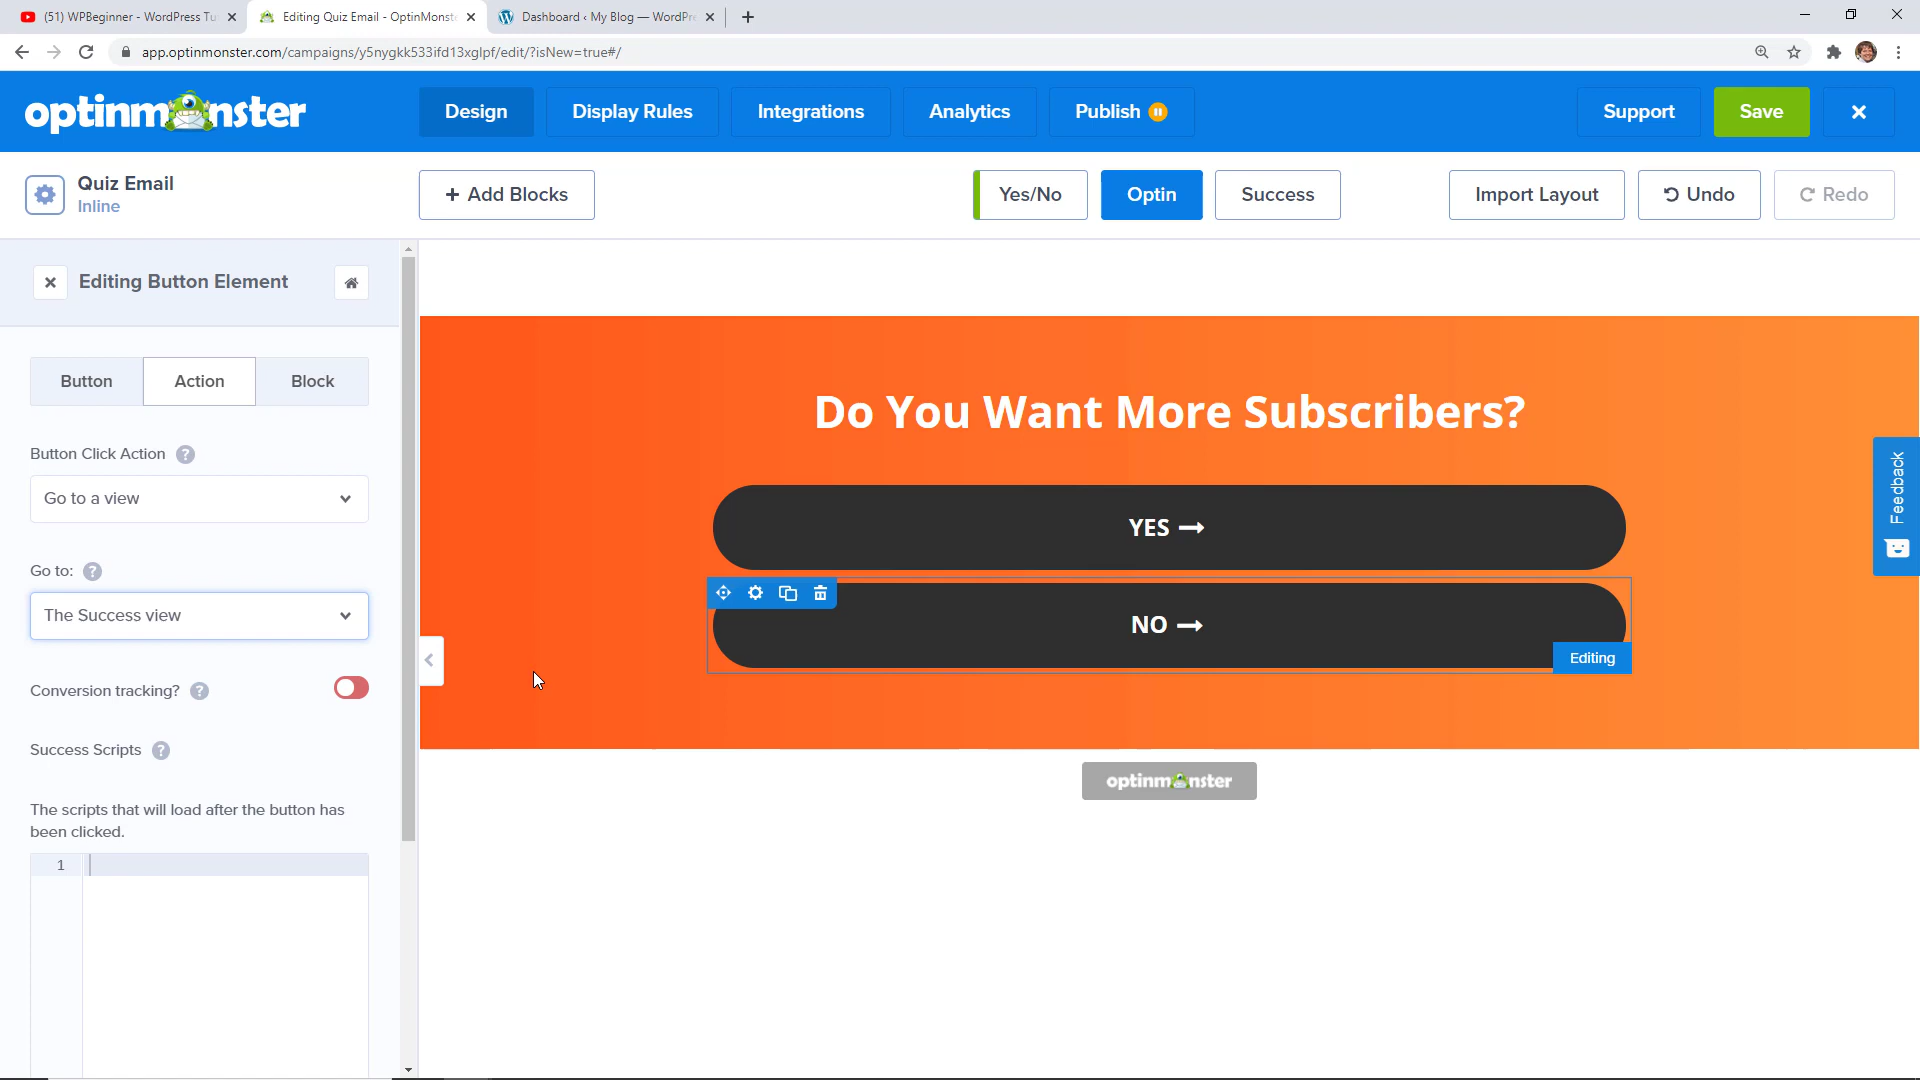 (51) WPBeginner - WordPress Tu
Editing Quiz Email - OptinMonste
Dashboard ‹ My Blog — WordPre
app.optinmonster.com/campaigns/y5nygkk533ifd13xglpf/edit/?isNew=true#/
optinmonster
Design
Display Rules
Integrations
Analytics
Publish
Support
Save
Quiz Email
Inline
+ Add Blocks
Yes/No
Optin
Success
Import Layout
Undo
Redo
Editing Button Element
Button
Action
Block
Button Click Action ?
Go to a view
Go to: ?
The Success view
Conversion tracking? ?
Success Scripts ?
The scripts that will load after the button has
been clicked.
1
Do You Want More Subscribers?
YES →
NO →
Editing
optinmonster
Feedback